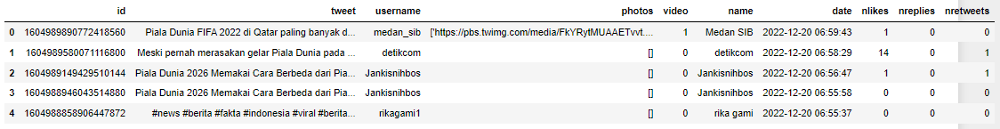 id tweet username photos video name date nlikes nreplies nretweets
0 1604989890772418560 Piala Dunia FIFA 2022 di Qatar paling banyak d... medan_sib ['https://pbs.twimg.com/media/FkYRytMUAAETvvt.... 1 Medan SIB 2022-12-20 06:59:43 1 0 0
1 1604989580071116800 Meski pernah merasakan gelar Piala Dunia pada ... detikcom [] 0 detikcom 2022-12-20 06:58:29 14 0 1
2 1604989149429510144 Piala Dunia 2026 Memakai Cara Berbeda dari Pia... Jankisnihbos [] 0 Jankisnihbos 2022-12-20 06:56:47 1 0 1
3 1604988946043514880 Piala Dunia 2026 Memakai Cara Berbeda dari Pia... Jankisnihbos [] 0 Jankisnihbos 2022-12-20 06:55:58 0 0 0
4 1604988858906447872 #news #berita #fakta #indonesia #viral #berita... rikagami1 [] 0 rika gami 2022-12-20 06:55:37 0 0 0